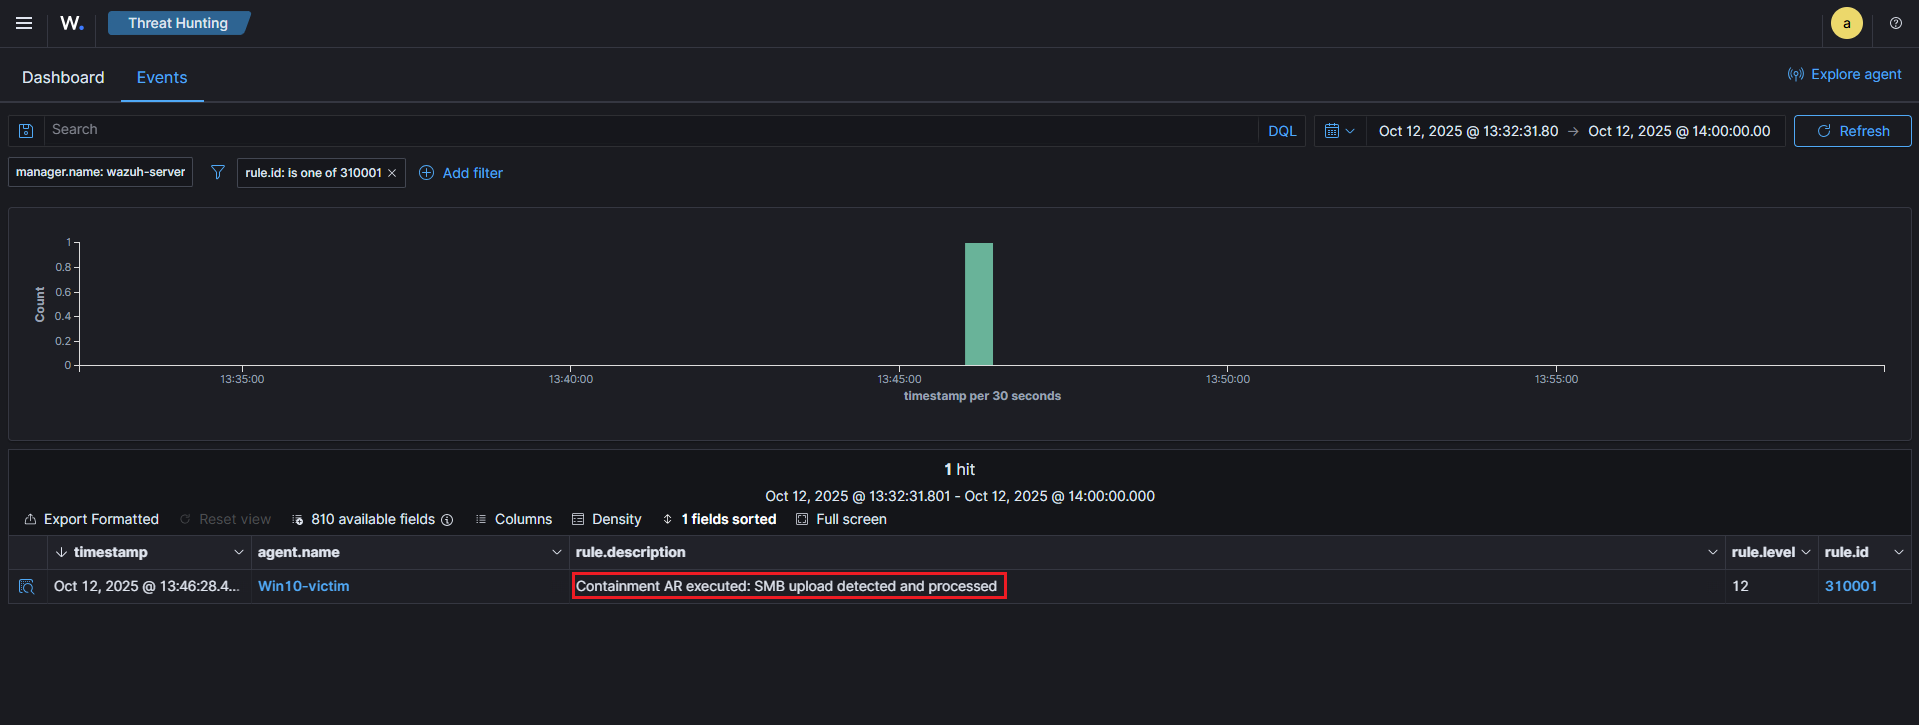 W. Threat Hunting a
Dashboard Events Explore agent
Search DQL Oct 12, 2025 @ 13:32:31.80 → Oct 12, 2025 @ 14:00:00.00 Refresh
manager.name: wazuh-server rule.id: is one of 310001 × Add filter
1
0.8
0.6
0.4
0.2
0
Count
13:35:00 13:40:00 13:45:00 13:50:00 13:55:00
timestamp per 30 seconds
1 hit
Oct 12, 2025 @ 13:32:31.801 - Oct 12, 2025 @ 14:00:00.000
Export Formatted Reset view 810 available fields Columns Density 1 fields sorted Full screen
timestamp agent.name rule.description rule.level rule.id
Oct 12, 2025 @ 13:46:28.4... Win10-victim Containment AR executed: SMB upload detected and processed 12 310001